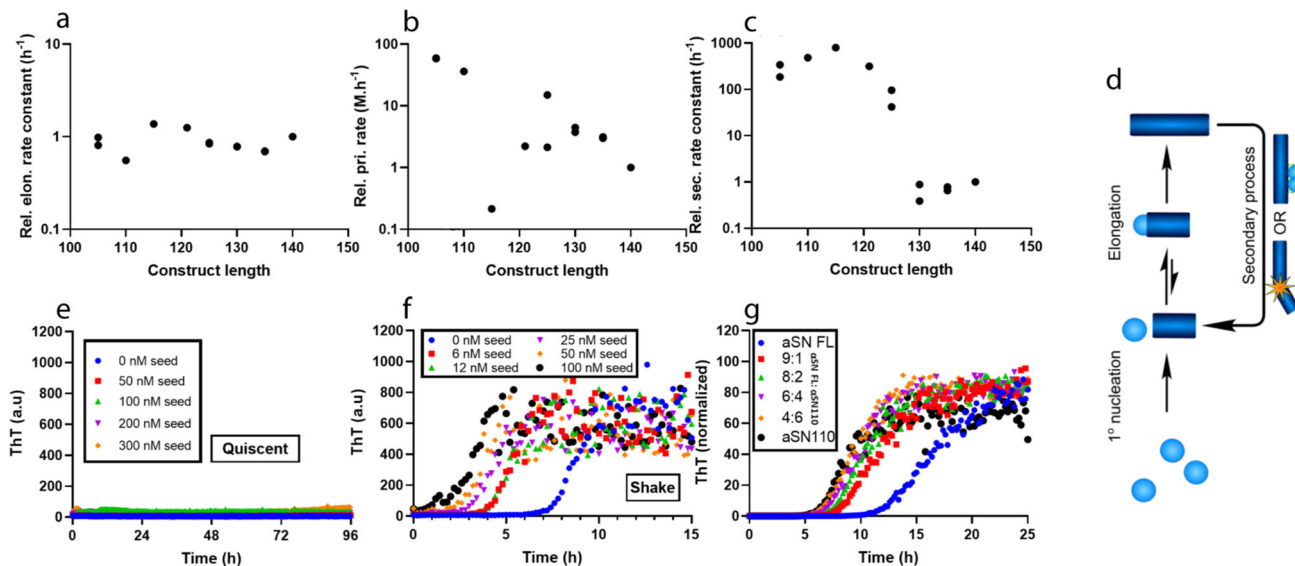 a
Rel. elon. rate constant (h⁻¹)
10
1
0.1
100 110 120 130 140 150
Construct length
b
Rel. pri. rate (M.h⁻¹)
100
10
1
0.1
100 110 120 130 140 150
Construct length
c
Rel. sec. rate constant (h⁻¹)
1000
100
10
1
0.1
100 110 120 130 140 150
Construct length
d
Elongation
1° nucleation
Secondary process
OR
e
ThT (a.u)
1200
1000
800
600
400
200
0
0 nM seed
50 nM seed
100 nM seed
200 nM seed
300 nM seed
Quiscent
0 24 48 72 96
Time (h)
f
ThT (a.u)
1200
1000
800
600
400
200
0
0 nM seed 25 nM seed
6 nM seed 50 nM seed
12 nM seed 100 nM seed
Shake
0 5 10 15
Time (h)
g
ThT (normalized)
120
100
80
60
40
20
0
aSN FL
9:1
8:2
6:4
4:6
aSN FL: aSN110
aSN110
0 5 10 15 20 25
Time (h)